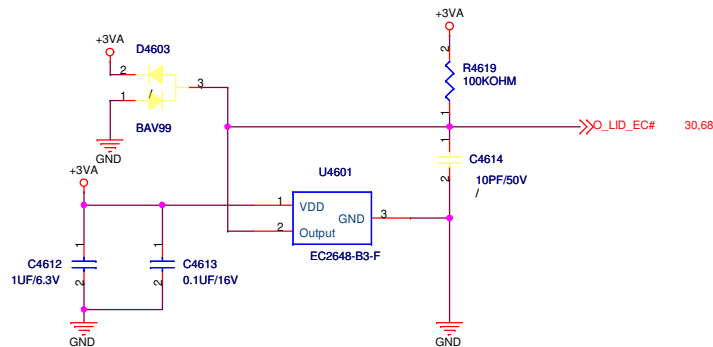 +3VA
+3VA
D4603
2
R4619
100KOHM
2
3
1
/
1
BAV99
O_LID_EC#
30,68
GND
1
C4614
+3VA
U4601
10PF/50V
2
/
1
VDD
GND
3
2
Output
EC2648-B3-F
1
1
C4612
C4613
1UF/6.3V
0.1UF/16V
2
2
GND
GND